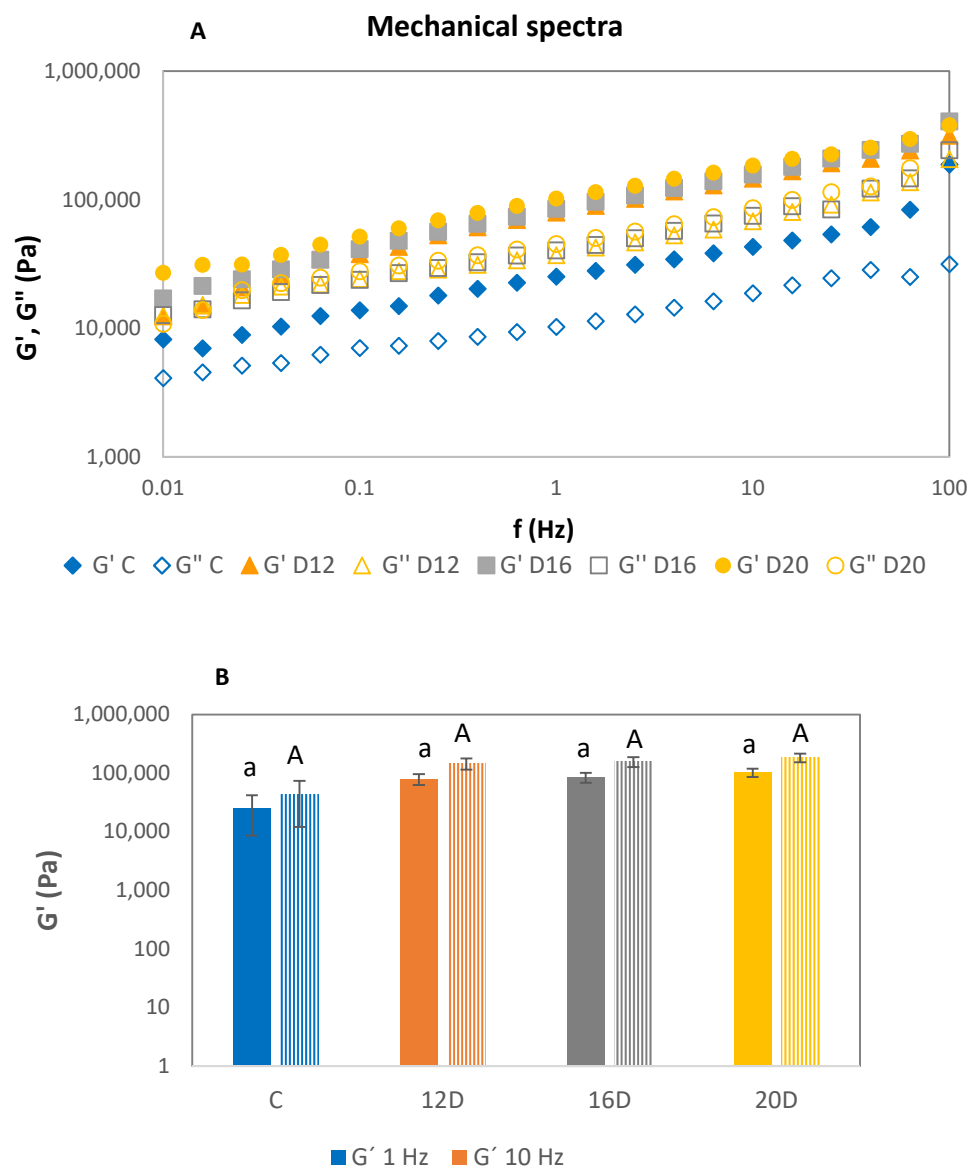 A Mechanical spectra
1,000,000
100,000
10,000
1,000
G', G" (Pa)
0.01 0.1 1 10 100
f (Hz)
G' C G" C G' D12 G'' D12 G' D16 G'' D16 G' D20 G" D20
B
1,000,000
100,000
10,000
1,000
100
10
1
G' (Pa)
a A a A a A a A
C 12D 16D 20D
G´ 1 Hz G´ 10 Hz